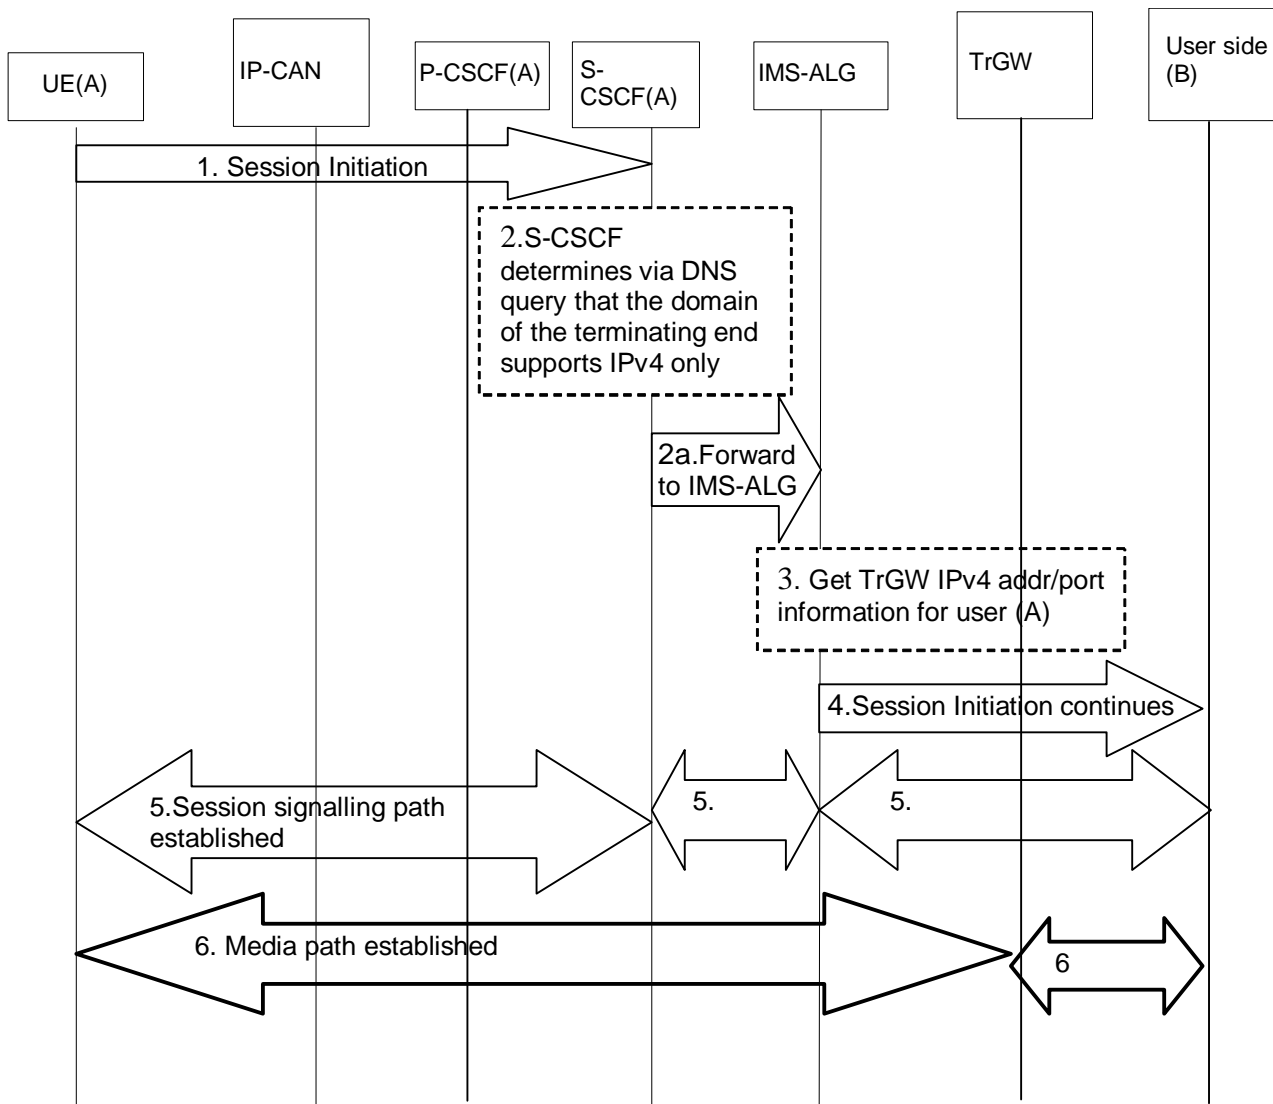 UE(A)
IP-CAN
P-CSCF(A)
S-
CSCF(A)
IMS-ALG
TrGW
User side
(B)
1. Session Initiation
2.S-CSCF
determines via DNS
query that the domain
of the terminating end
supports IPv4 only
2a.Forward
to IMS-ALG
3. Get TrGW IPv4 addr/port
information for user (A)
4.Session Initiation continues
5.Session signalling path
established
5.
5.
6. Media path established
6